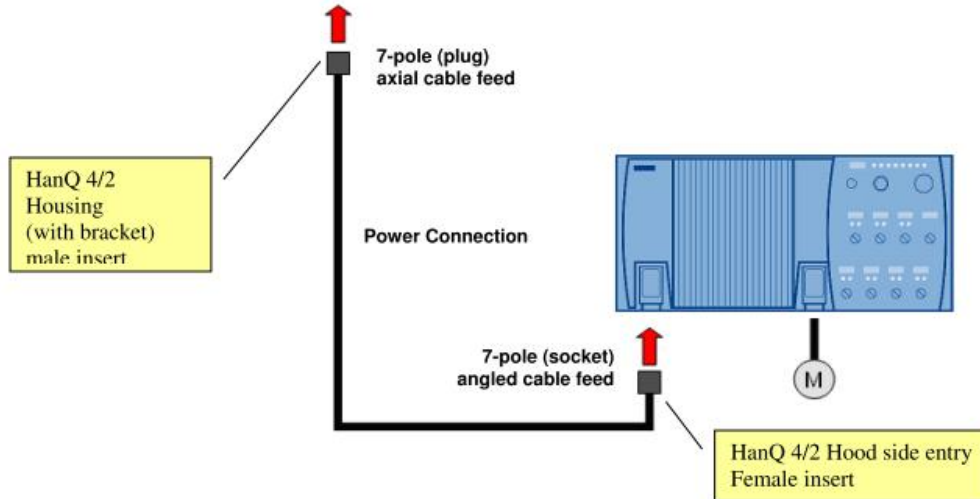 7-pole (plug)
axial cable feed
HanQ 4/2
Housing
(with bracket)
male insert
Power Connection
7-pole (socket)
angled cable feed
M
HanQ 4/2 Hood side entry
Female insert